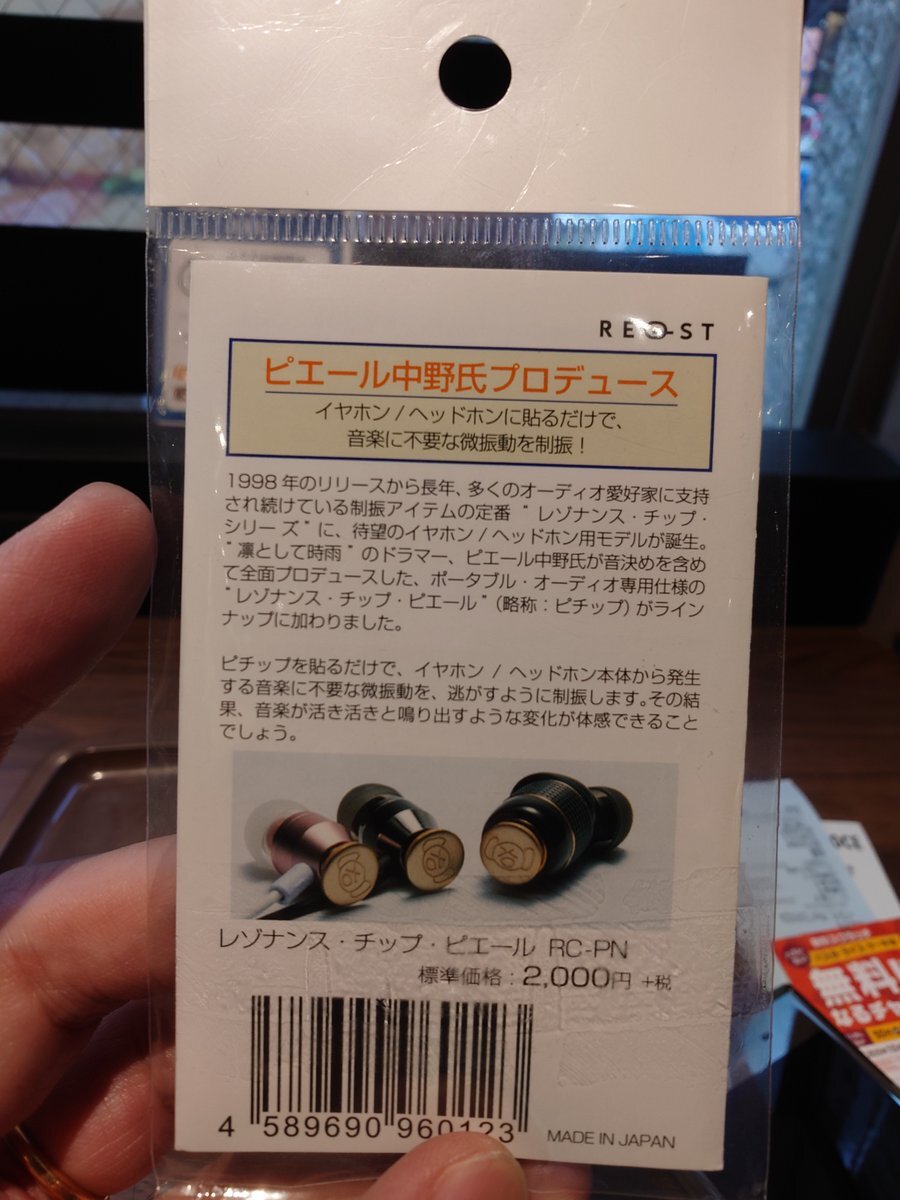 REQST
ピエール中野氏プロデュース
イヤホン / ヘッドホンに貼るだけで、
音楽に不要な微振動を制振！
1998 年のリリースから長年、多くのオーディオ愛好家に支持
され続けている制振アイテムの定番 “ レゾナンス・チップ・
シリーズ ” に、待望のイヤホン / ヘッドホン用モデルが誕生。
“ 凛として時雨 ” のドラマー、ピエール中野氏が音決めを含め
て全面プロデュースした、ポータブル・オーディオ専用仕様の
“ レゾナンス・チップ・ピエール ” （略称：ピチップ）がライン
ナップに加わりました。
ピチップを貼るだけで、イヤホン / ヘッドホン本体から発生
する音楽に不要な微振動を、逃がすように制振します。その結
果、音楽が活き活きと鳴り出すような変化が体感できること
でしょう。
レゾナンス・チップ・ピエール RC-PN
標準価格：2,000円 +税
4 589690 960123
MADE IN JAPAN
無料